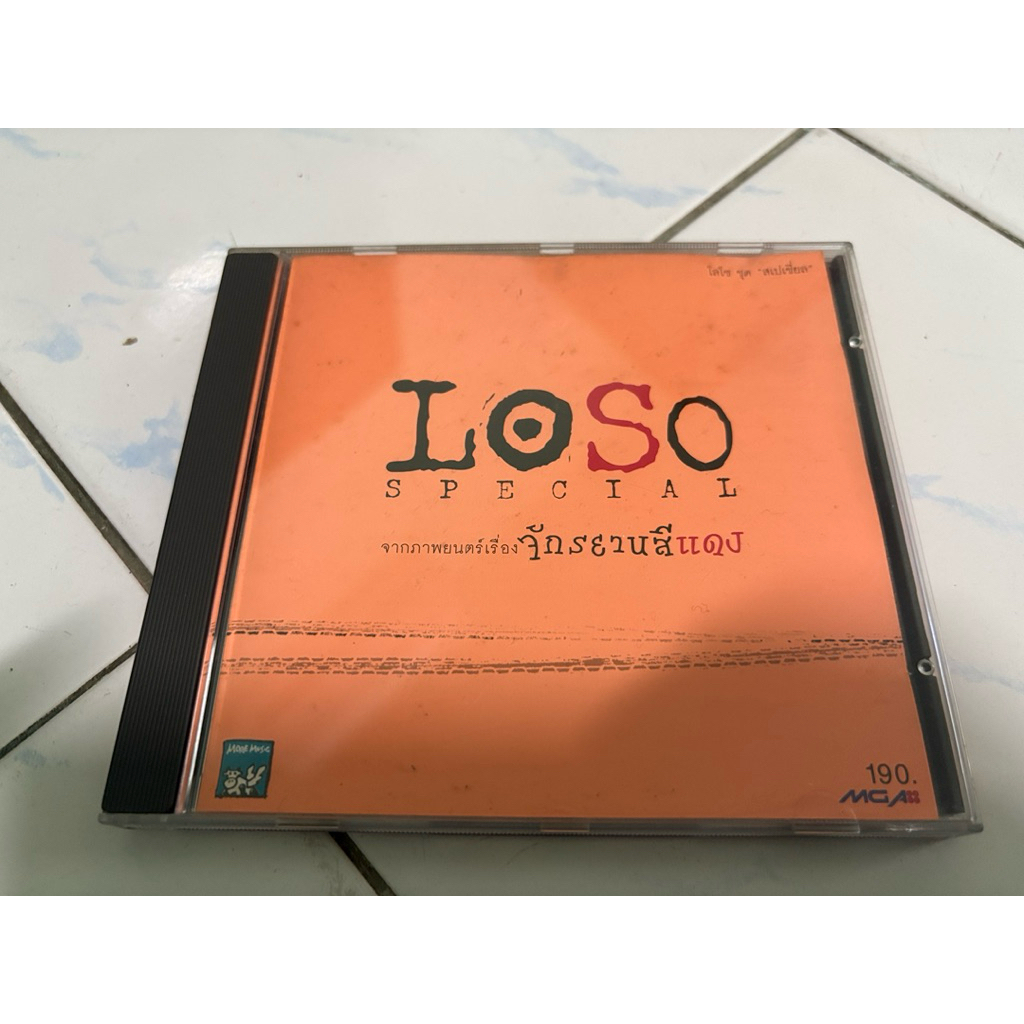 โลโซ ชุด "สเปเชี่ยล"
LOSO
SPECIAL
จากภาพยนตร์เรื่อง จักรยานสีแดง
MORE MUSIC
190.
MGA